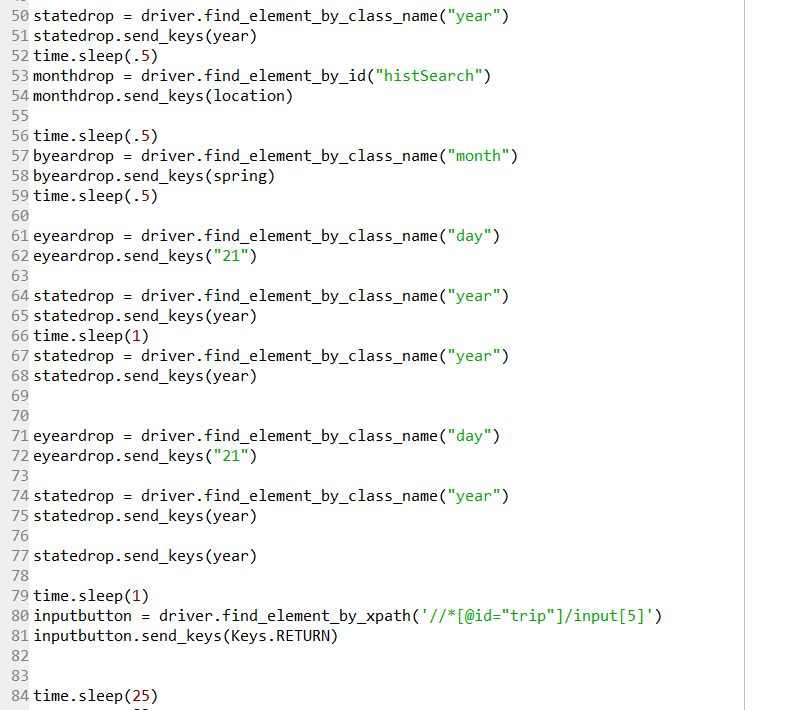 50 statedrop = driver.find_element_by_class_name("year")
51 statedrop.send_keys(year)
52 time.sleep(.5)
53 monthdrop = driver.find_element_by_id("histSearch")
54 monthdrop.send_keys(location)
55
56 time.sleep(.5)
57 byeardrop = driver.find_element_by_class_name("month")
58 byeardrop.send_keys(spring)
59 time.sleep(.5)
60
61 eyeardrop = driver.find_element_by_class_name("day")
62 eyeardrop.send_keys("21")
63
64 statedrop = driver.find_element_by_class_name("year")
65 statedrop.send_keys(year)
66 time.sleep(1)
67 statedrop = driver.find_element_by_class_name("year")
68 statedrop.send_keys(year)
69
70
71 eyeardrop = driver.find_element_by_class_name("day")
72 eyeardrop.send_keys("21")
73
74 statedrop = driver.find_element_by_class_name("year")
75 statedrop.send_keys(year)
76
77 statedrop.send_keys(year)
78
79 time.sleep(1)
80 inputbutton = driver.find_element_by_xpath('//*[@id="trip"]/input[5]')
81 inputbutton.send_keys(Keys.RETURN)
82
83
84 time.sleep(25)